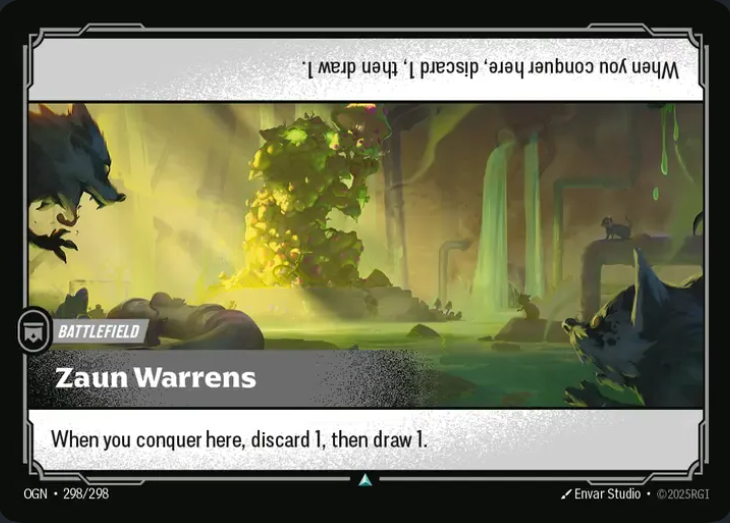 When you conquer here, discard 1, then draw 1.
BATTLEFIELD
Zaun Warrens
When you conquer here, discard 1, then draw 1.
OGN • 298/298
Envar Studio • ©2025RGI